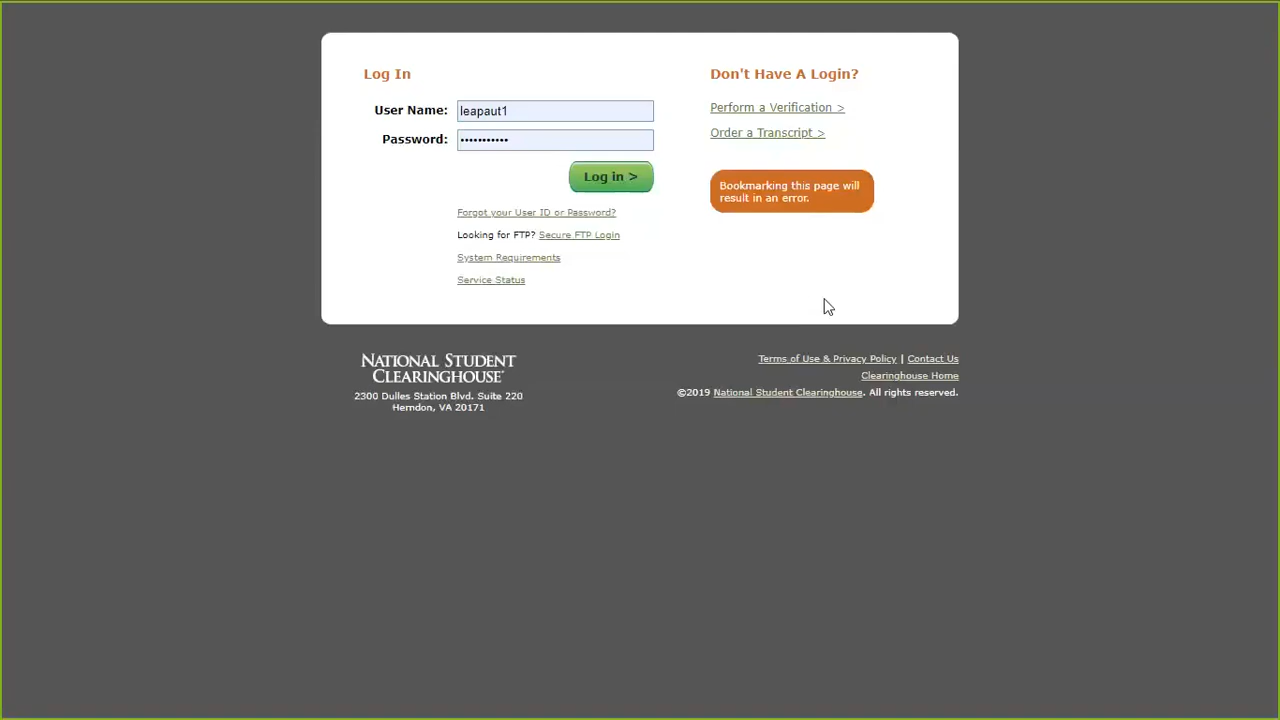 Log In
User Name: leapaut1
Password: •••••••••••
Log in >
Forgot your User ID or Password?
Looking for FTP? Secure FTP Login
System Requirements
Service Status
Don't Have A Login?
Perform a Verification >
Order a Transcript >
Bookmarking this page will
result in an error.
NATIONAL STUDENT
CLEARINGHOUSE
2300 Dulles Station Blvd. Suite 220
Herndon, VA 20171
Terms of Use & Privacy Policy | Contact Us
Clearinghouse Home
©2019 National Student Clearinghouse. All rights reserved.